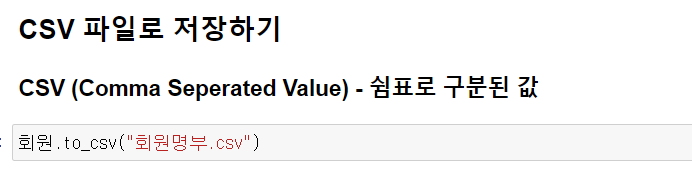 CSV 파일로 저장하기
CSV (Comma Seperated Value) - 쉼표로 구분된 값
회원.to_csv("회원명부.csv")